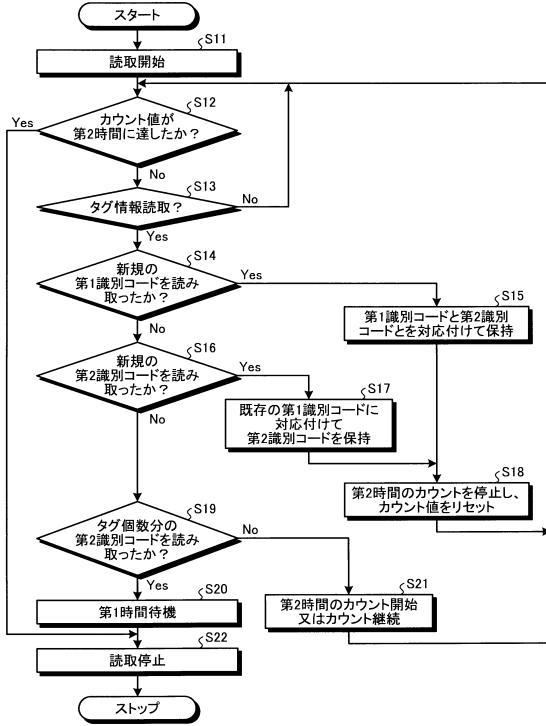 スタート
S11
読取開始
S12
カウント値が
第2時間に達したか？
Yes
No
S13
タグ情報読取？
No
Yes
S14
新規の
第1識別コードを読み
取ったか？
Yes
No
S15
第1識別コードと第2識別
コードとを対応付けて保持
S16
新規の
第2識別コードを読み
取ったか？
Yes
No
S17
既存の第1識別コードに
対応付けて
第2識別コードを保持
S18
第2時間のカウントを停止し、
カウント値をリセット
S19
タグ個数分の
第2識別コードを読み
取ったか？
No
Yes
S20
第1時間待機
S21
第2時間のカウント開始
又はカウント継続
S22
読取停止
ストップ